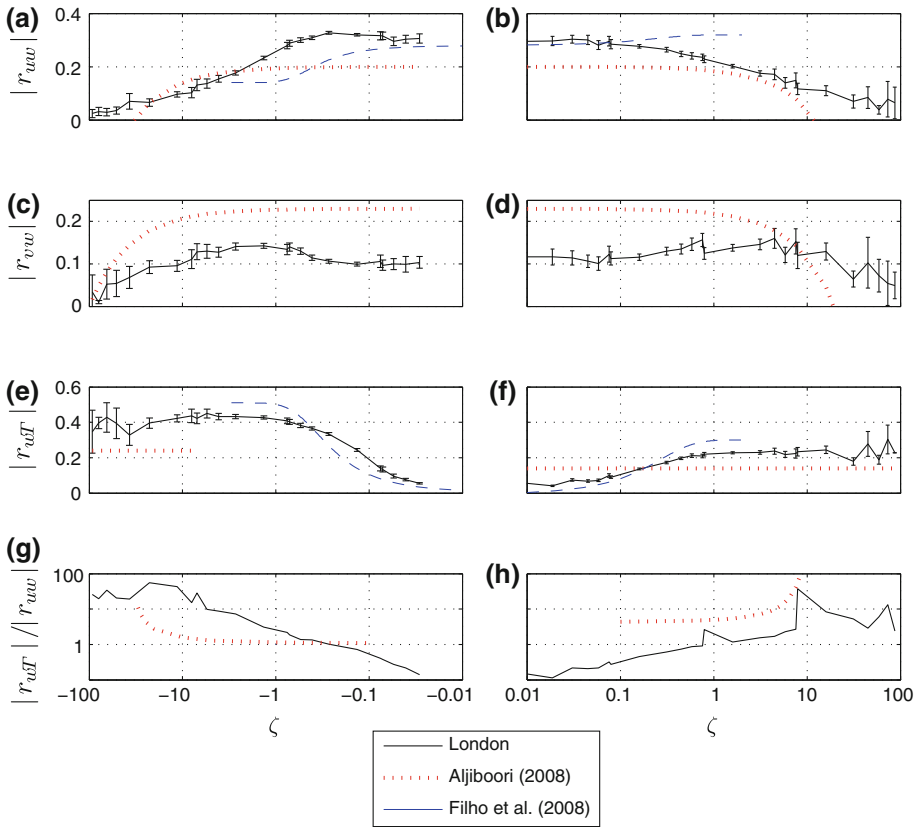 (a)
(b)
0.4
0.2
0
|r_uw|
(c)
(d)
0.2
0.1
0
|r_vw|
(e)
(f)
0.6
0.4
0.2
0
|r_wT|
(g)
(h)
100
1
|r_wT|/|r_uw|
−100 −10 −1 −0.1 −0.01
0.01 0.1 1 10 100
ζ
ζ
London
Aljiboori (2008)
Filho et al. (2008)